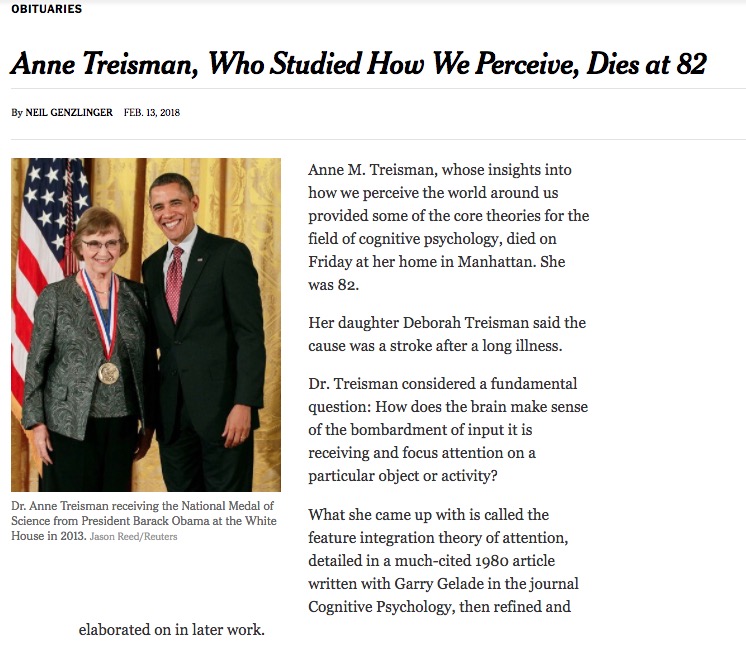 OBITUARIES
Anne Treisman, Who Studied How We Perceive, Dies at 82
By NEIL GENZLINGER FEB. 13, 2018
Anne M. Treisman, whose insights into
how we perceive the world around us
provided some of the core theories for the
field of cognitive psychology, died on
Friday at her home in Manhattan. She
was 82.
Her daughter Deborah Treisman said the
cause was a stroke after a long illness.
Dr. Treisman considered a fundamental
question: How does the brain make sense
of the bombardment of input it is
receiving and focus attention on a
particular object or activity?
Dr. Anne Treisman receiving the National Medal of
Science from President Barack Obama at the White
House in 2013. Jason Reed/Reuters
What she came up with is called the
feature integration theory of attention,
detailed in a much-cited 1980 article
written with Garry Gelade in the journal
Cognitive Psychology, then refined and
elaborated on in later work.